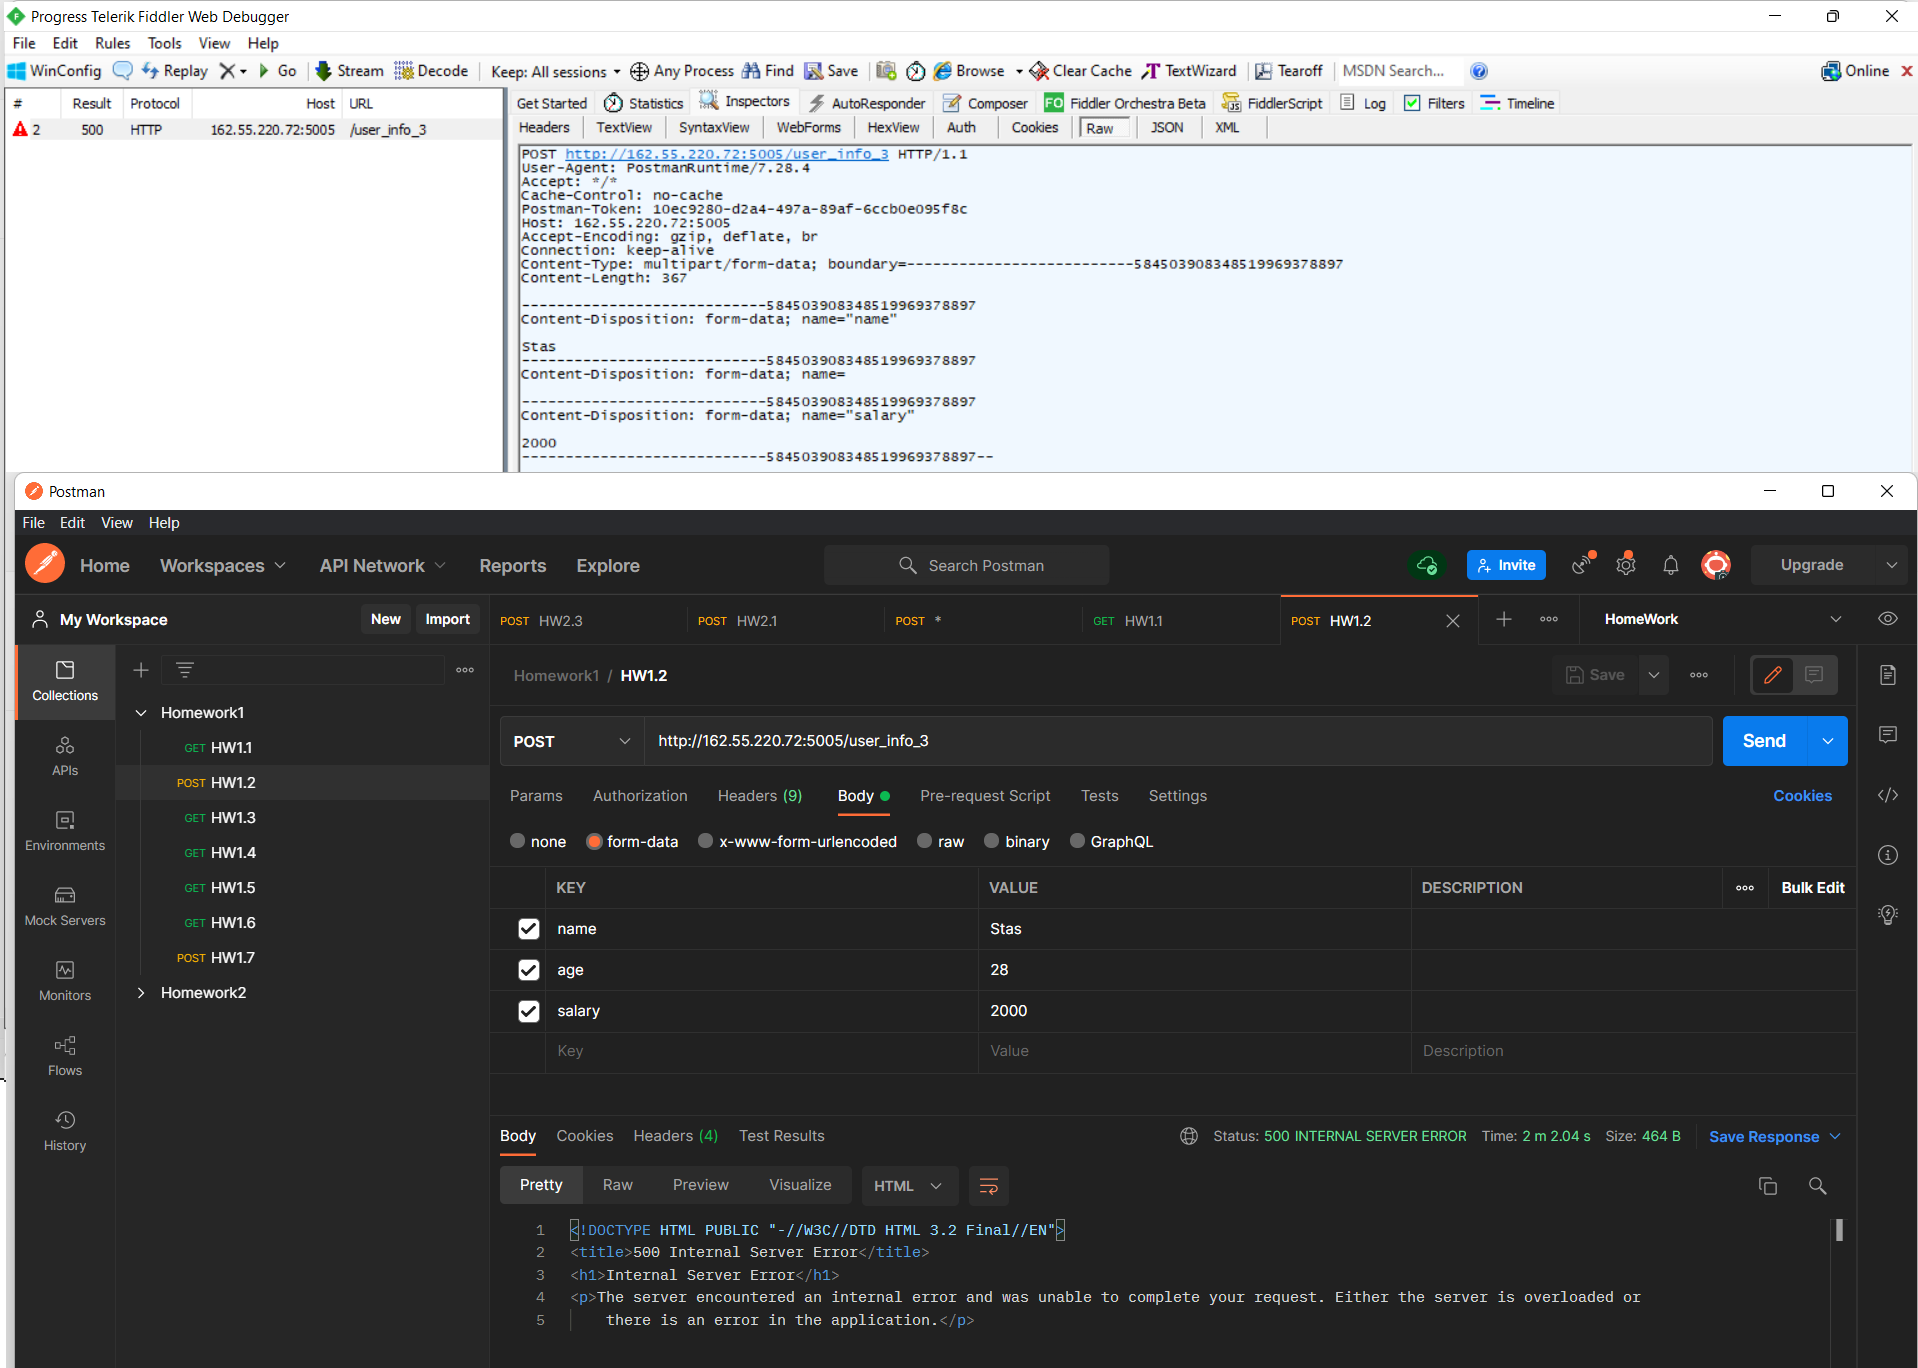 Progress Telerik Fiddler Web Debugger
File Edit Rules Tools View Help
WinConfig Replay Go Stream Decode Keep: All sessions Any Process Find Save Browse Clear Cache TextWizard Tearoff MSDN Search... Online
# Result Protocol Host URL
2 500 HTTP 162.55.220.72:5005 /user_info_3
Get Started Statistics Inspectors AutoResponder Composer FO Fiddler Orchestra Beta FiddlerScript Log Filters Timeline
Headers TextView SyntaxView WebForms HexView Auth Cookies Raw JSON XML
POST http://162.55.220.72:5005/user_info_3 HTTP/1.1
User-Agent: PostmanRuntime/7.28.4
Accept: */*
Cache-Control: no-cache
Postman-Token: 10ec9280-d2a4-497a-89af-6ccb0e095f8c
Host: 162.55.220.72:5005
Accept-Encoding: gzip, deflate, br
Connection: keep-alive
Content-Type: multipart/form-data; boundary=--------------------------584503908348519969378897
Content-Length: 367
----------------------------584503908348519969378897
Content-Disposition: form-data; name="name"
Stas
----------------------------584503908348519969378897
Content-Disposition: form-data; name=
----------------------------584503908348519969378897
Content-Disposition: form-data; name="salary"
2000
----------------------------584503908348519969378897--
Postman
File Edit View Help
Home Workspaces API Network Reports Explore Search Postman Invite Upgrade
My Workspace New Import
POST HW2.3 POST HW2.1 POST * GET HW1.1 POST HW1.2 HomeWork
Collections
APIs
Environments
Mock Servers
Monitors
Flows
History
Homework1
GET HW1.1
POST HW1.2
GET HW1.3
GET HW1.4
GET HW1.5
GET HW1.6
POST HW1.7
Homework2
Homework1 / HW1.2 Save
POST http://162.55.220.72:5005/user_info_3 Send
Params Authorization Headers (9) Body Pre-request Script Tests Settings Cookies
none form-data x-www-form-urlencoded raw binary GraphQL
KEY VALUE DESCRIPTION Bulk Edit
name Stas
age 28
salary 2000
Key Value Description
Body Cookies Headers (4) Test Results Status: 500 INTERNAL SERVER ERROR Time: 2 m 2.04 s Size: 464 B Save Response
Pretty Raw Preview Visualize HTML
1 <!DOCTYPE HTML PUBLIC "-//W3C//DTD HTML 3.2 Final//EN">
2 <title>500 Internal Server Error</title>
3 <h1>Internal Server Error</h1>
4 <p>The server encountered an internal error and was unable to complete your request. Either the server is overloaded or
5 there is an error in the application.</p>